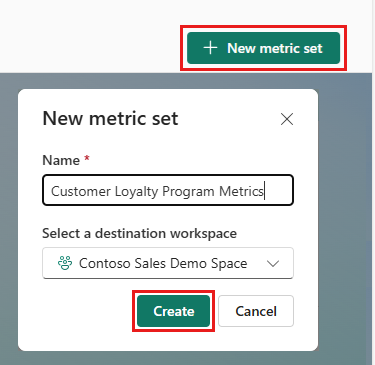 New metric set
New metric set
Name *
Customer Loyalty Program Metrics
Select a destination workspace
Contoso Sales Demo Space
Create Cancel